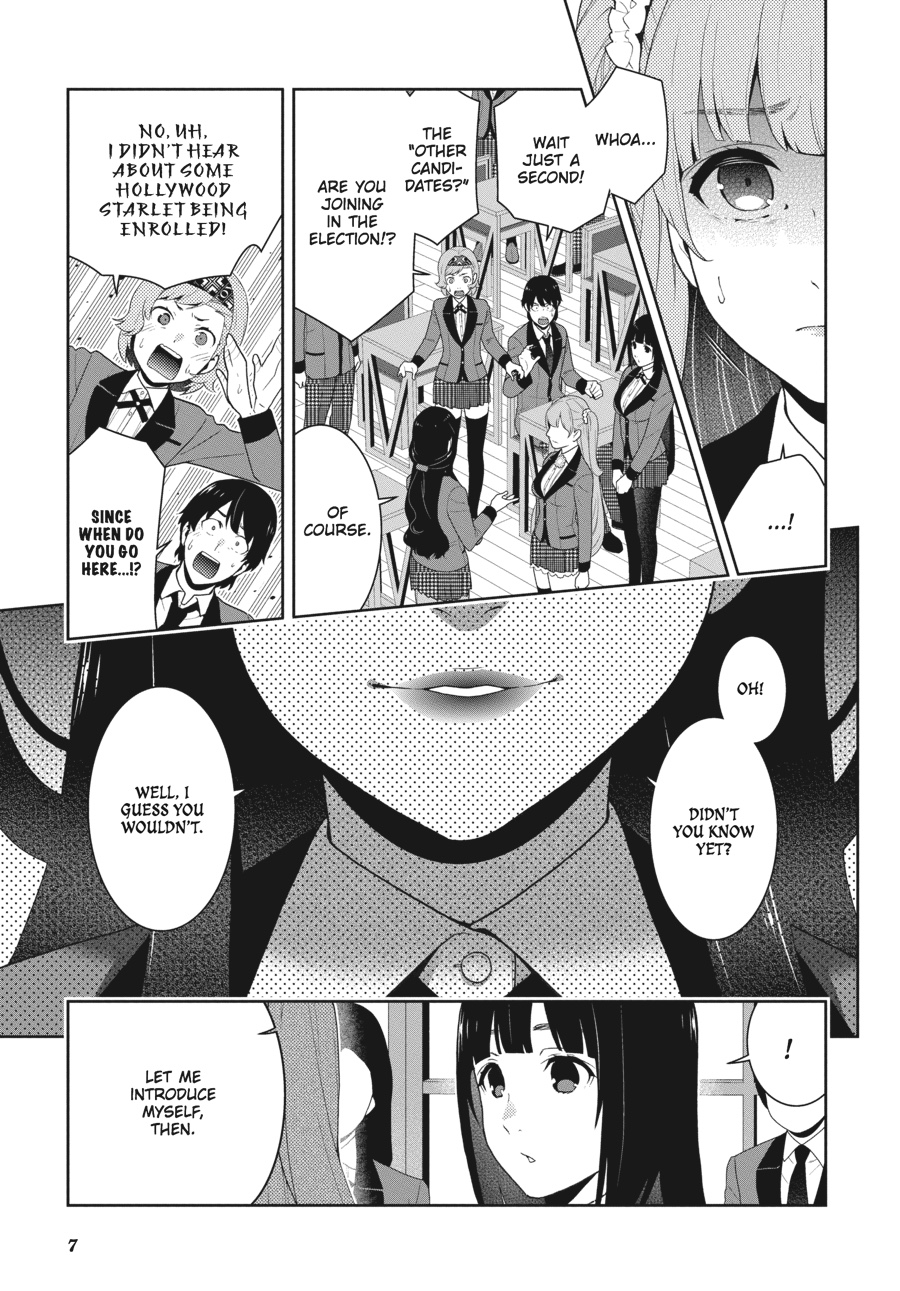 WHOA...
WAIT
JUST A
SECOND!
THE
"OTHER
CANDI-
DATES?"
ARE YOU
JOINING
IN THE
ELECTION!?
...!
OF
COURSE.
NO, UH,
I DIDN'T HEAR
ABOUT SOME
HOLLYWOOD
STARLET BEING
ENROLLED!
SINCE
WHEN DO
YOU GO
HERE...!?
OH!
DIDN'T
YOU KNOW
YET?
WELL, I
GUESS YOU
WOULDN'T.
!
LET ME
INTRODUCE
MYSELF,
THEN.
7